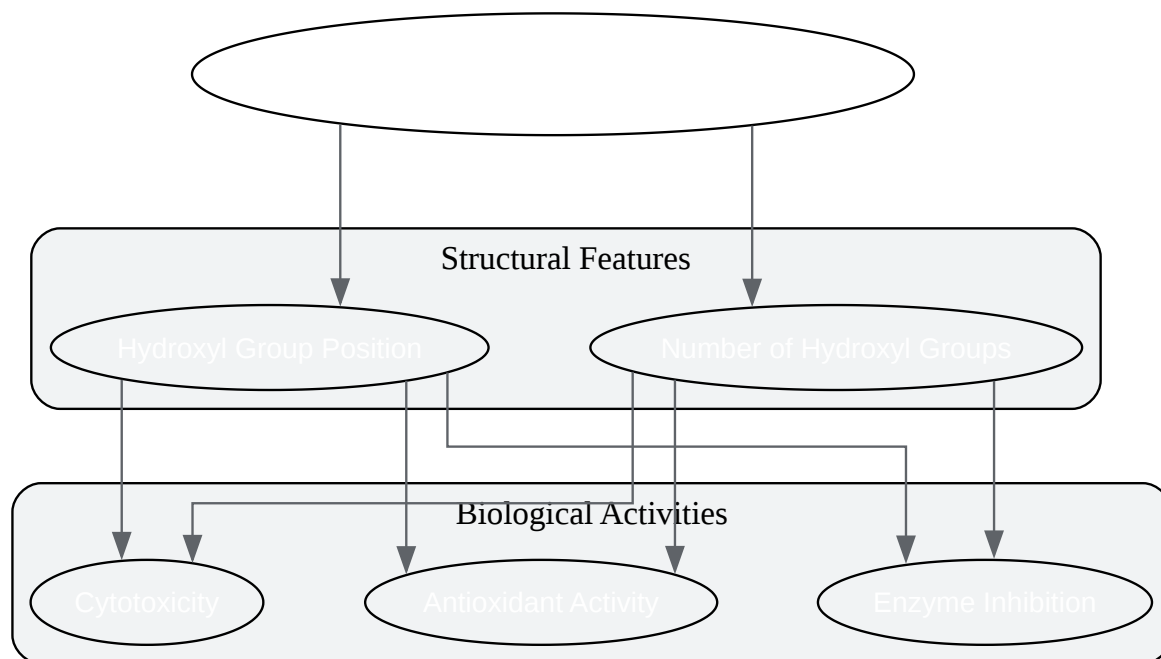 Structural Features
Hydroxyl Group Position
Number of Hydroxyl Groups
Biological Activities
Cytotoxicity
Antioxidant Activity
Enzyme Inhibition